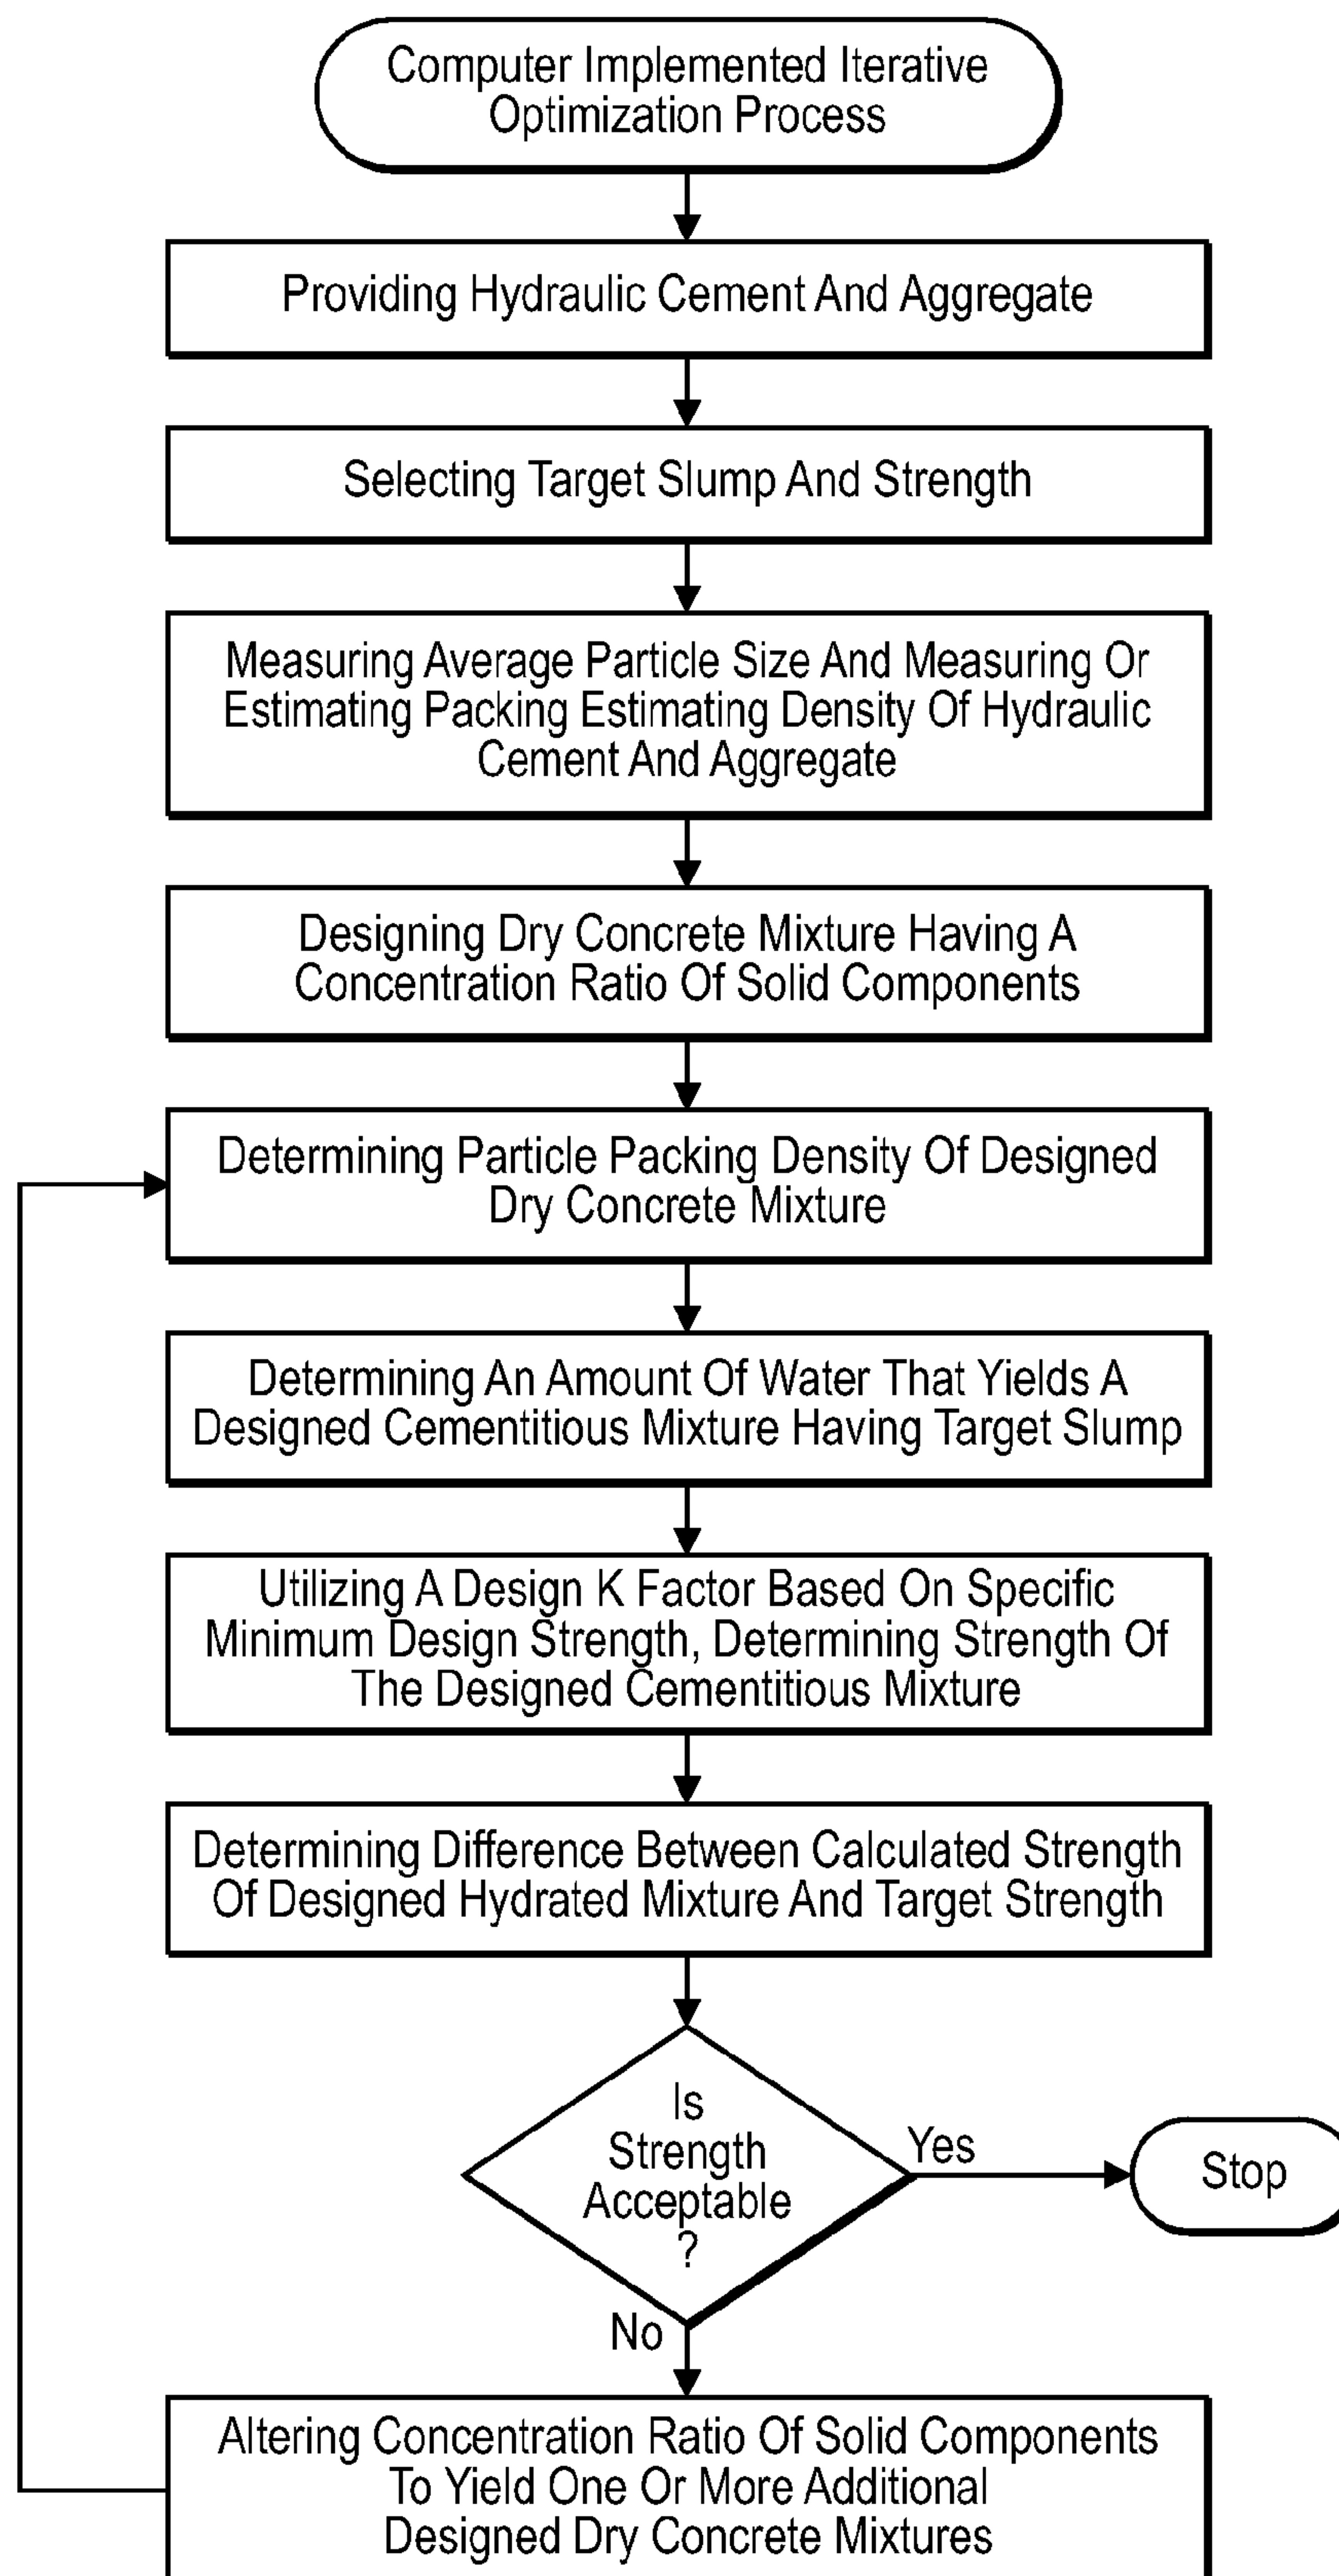 Computer Implemented Iterative
Optimization Process
Providing Hydraulic Cement And Aggregate
Selecting Target Slump And Strength
Measuring Average Particle Size And Measuring Or
Estimating Packing Estimating Density Of Hydraulic
Cement And Aggregate
Designing Dry Concrete Mixture Having A
Concentration Ratio Of Solid Components
Determining Particle Packing Density Of Designed
Dry Concrete Mixture
Determining An Amount Of Water That Yields A
Designed Cementitious Mixture Having Target Slump
Utilizing A Design K Factor Based On Specific
Minimum Design Strength, Determining Strength Of
The Designed Cementitious Mixture
Determining Difference Between Calculated Strength
Of Designed Hydrated Mixture And Target Strength
Is
Strength
Acceptable
?
Yes
Stop
No
Altering Concentration Ratio Of Solid Components
To Yield One Or More Additional
Designed Dry Concrete Mixtures